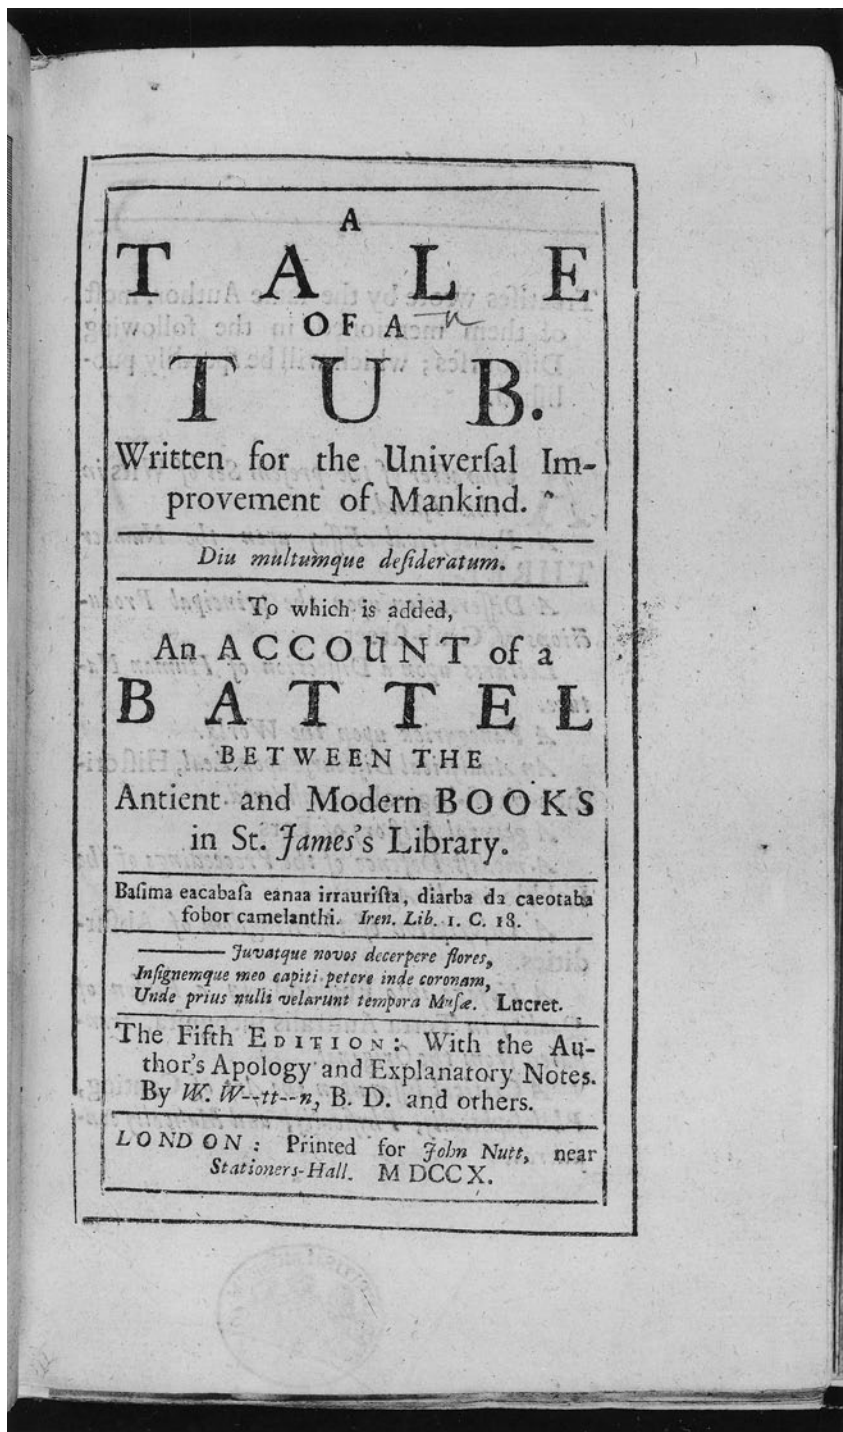 A
TALE
OF A
TUB.
Written for the Univerſal Im-
provement of Mankind.
Diu multumque deſideratum.
To which is added,
An ACCOUNT of a
BATTEL
BETWEEN THE
Antient and Modern BOOKS
in St. James's Library.
Baſima eacabaſa eanaa irrauriſta, diarba da caeotaba
fobor camelanthi. Iren. Lib. 1. C. 18.
——— Juvatque novos decerpere flores,
Inſignemque meo capiti petere inde coronam,
Unde prius nulli velarunt tempora Muſæ. Lucret.
The Fifth EDITION: With the Au-
thor's Apology and Explanatory Notes.
By W. W--tt--n, B. D. and others.
LONDON: Printed for John Nutt, near
Stationers-Hall. MDCCX.